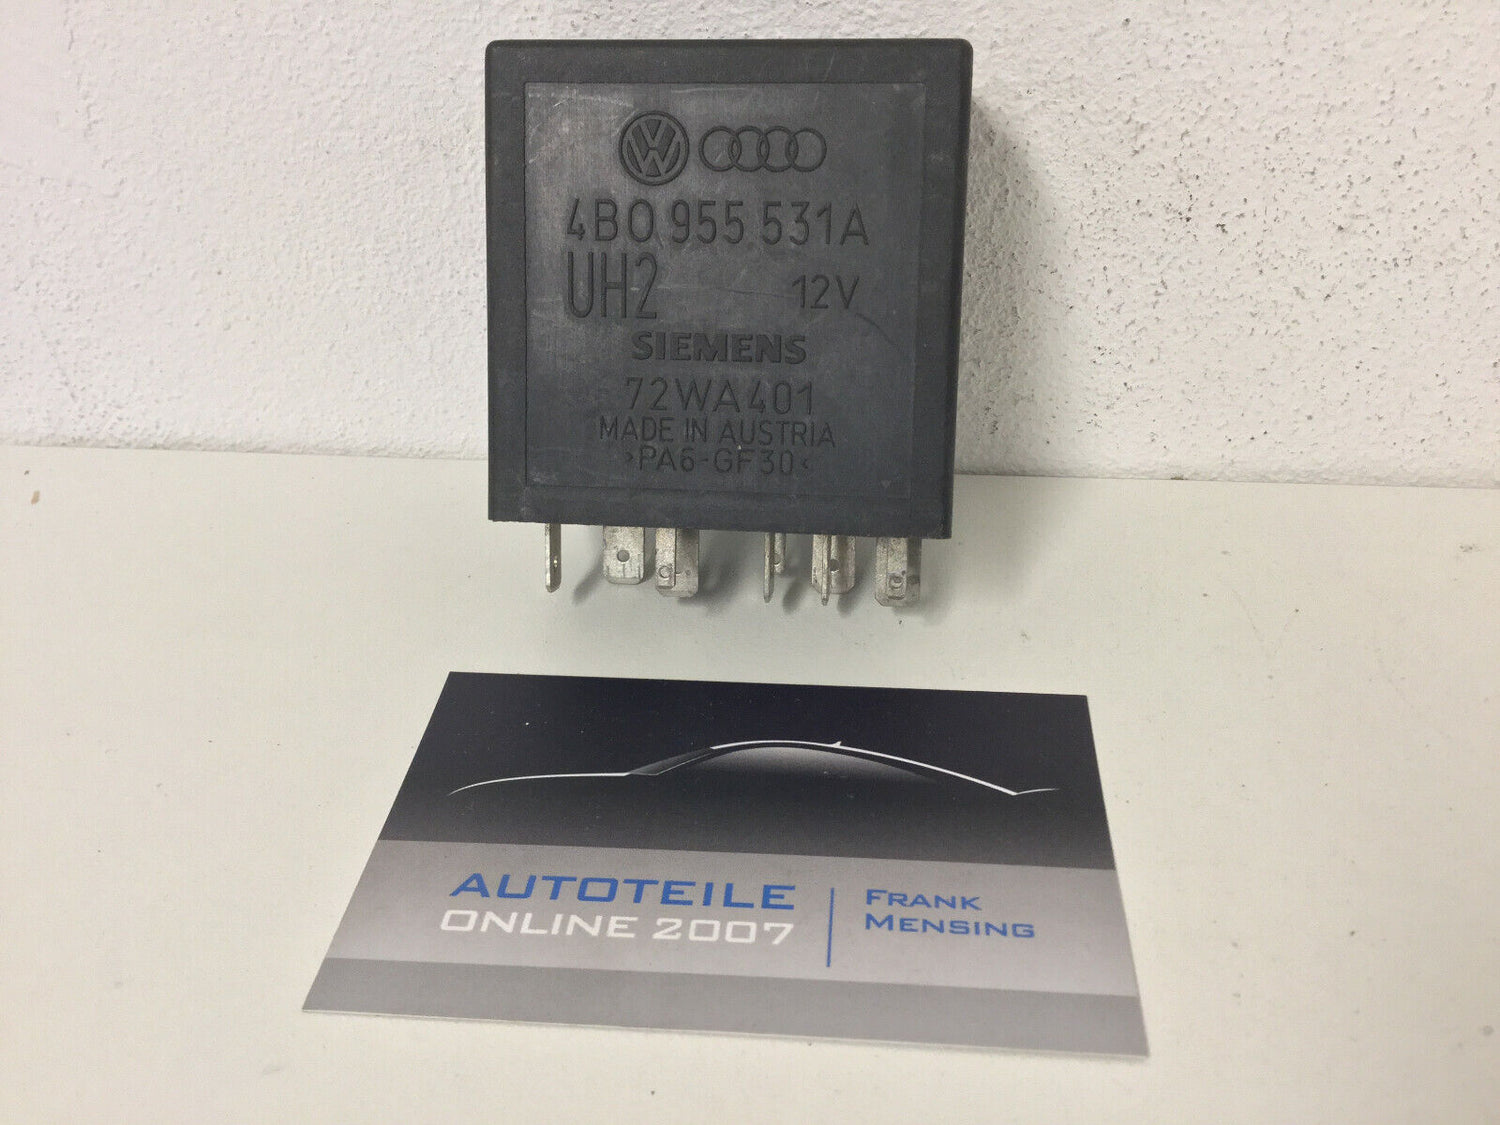 4B0 955 531A
UH2 12V
SIEMENS
72WA401
MADE IN AUSTRIA
>PA6-GF30<
AUTOTEILE
ONLINE 2007
FRANK
MENSING